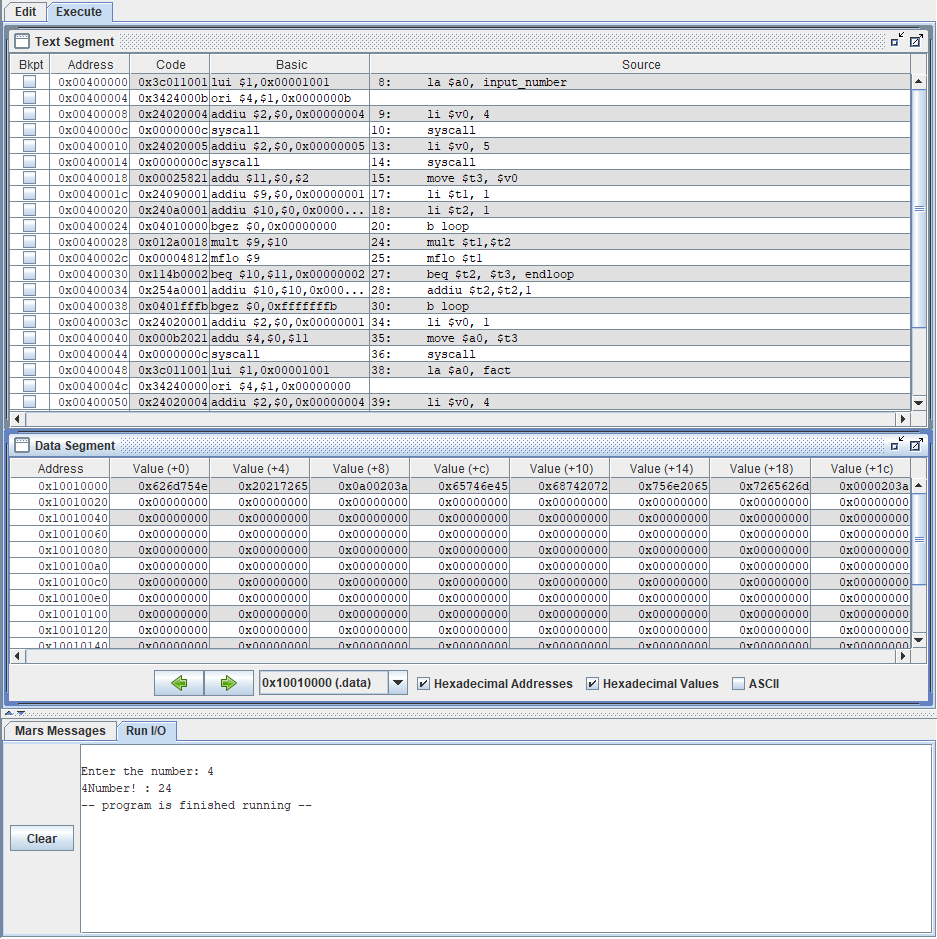 Edit Execute
Text Segment
Bkpt Address Code Basic Source
0x00400000 0x3c011001 lui $1,0x00001001 8: la $a0, input_number
0x00400004 0x3424000b ori $4,$1,0x0000000b
0x00400008 0x24020004 addiu $2,$0,0x00000004 9: li $v0, 4
0x0040000c 0x0000000c syscall 10: syscall
0x00400010 0x24020005 addiu $2,$0,0x00000005 13: li $v0, 5
0x00400014 0x0000000c syscall 14: syscall
0x00400018 0x00025821 addu $11,$0,$2 15: move $t3, $v0
0x0040001c 0x24090001 addiu $9,$0,0x00000001 17: li $t1, 1
0x00400020 0x240a0001 addiu $10,$0,0x0000... 18: li $t2, 1
0x00400024 0x04010000 bgez $0,0x00000000 20: b loop
0x00400028 0x012a0018 mult $9,$10 24: mult $t1,$t2
0x0040002c 0x00004812 mflo $9 25: mflo $t1
0x00400030 0x114b0002 beq $10,$11,0x00000002 27: beq $t2, $t3, endloop
0x00400034 0x254a0001 addiu $10,$10,0x000... 28: addiu $t2,$t2,1
0x00400038 0x0401fffb bgez $0,0xfffffffb 30: b loop
0x0040003c 0x24020001 addiu $2,$0,0x00000001 34: li $v0, 1
0x00400040 0x000b2021 addu $4,$0,$11 35: move $a0, $t3
0x00400044 0x0000000c syscall 36: syscall
0x00400048 0x3c011001 lui $1,0x00001001 38: la $a0, fact
0x0040004c 0x34240000 ori $4,$1,0x00000000
0x00400050 0x24020004 addiu $2,$0,0x00000004 39: li $v0, 4
Data Segment
Address Value (+0) Value (+4) Value (+8) Value (+c) Value (+10) Value (+14) Value (+18) Value (+1c)
0x10010000 0x626d754e 0x20217265 0x0a00203a 0x65746e45 0x68742072 0x756e2065 0x7265626d 0x0000203a
0x10010020 0x00000000 0x00000000 0x00000000 0x00000000 0x00000000 0x00000000 0x00000000 0x00000000
0x10010040 0x00000000 0x00000000 0x00000000 0x00000000 0x00000000 0x00000000 0x00000000 0x00000000
0x10010060 0x00000000 0x00000000 0x00000000 0x00000000 0x00000000 0x00000000 0x00000000 0x00000000
0x10010080 0x00000000 0x00000000 0x00000000 0x00000000 0x00000000 0x00000000 0x00000000 0x00000000
0x100100a0 0x00000000 0x00000000 0x00000000 0x00000000 0x00000000 0x00000000 0x00000000 0x00000000
0x100100c0 0x00000000 0x00000000 0x00000000 0x00000000 0x00000000 0x00000000 0x00000000 0x00000000
0x100100e0 0x00000000 0x00000000 0x00000000 0x00000000 0x00000000 0x00000000 0x00000000 0x00000000
0x10010100 0x00000000 0x00000000 0x00000000 0x00000000 0x00000000 0x00000000 0x00000000 0x00000000
0x10010120 0x00000000 0x00000000 0x00000000 0x00000000 0x00000000 0x00000000 0x00000000 0x00000000
0x10010140 0x00000000 0x00000000 0x00000000 0x00000000 0x00000000 0x00000000 0x00000000 0x00000000
0x10010000 (.data) Hexadecimal Addresses Hexadecimal Values ASCII
Mars Messages Run I/O
Enter the number: 4
4Number! : 24
-- program is finished running --
Clear